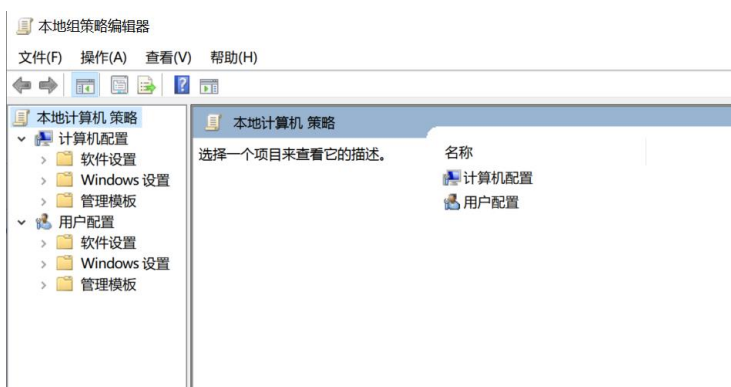 本地组策略编辑器
文件(F) 操作(A) 查看(V) 帮助(H)
本地计算机 策略
计算机配置
软件设置
Windows 设置
管理模板
用户配置
软件设置
Windows 设置
管理模板
本地计算机 策略
选择一个项目来查看它的描述。
名称
计算机配置
用户配置